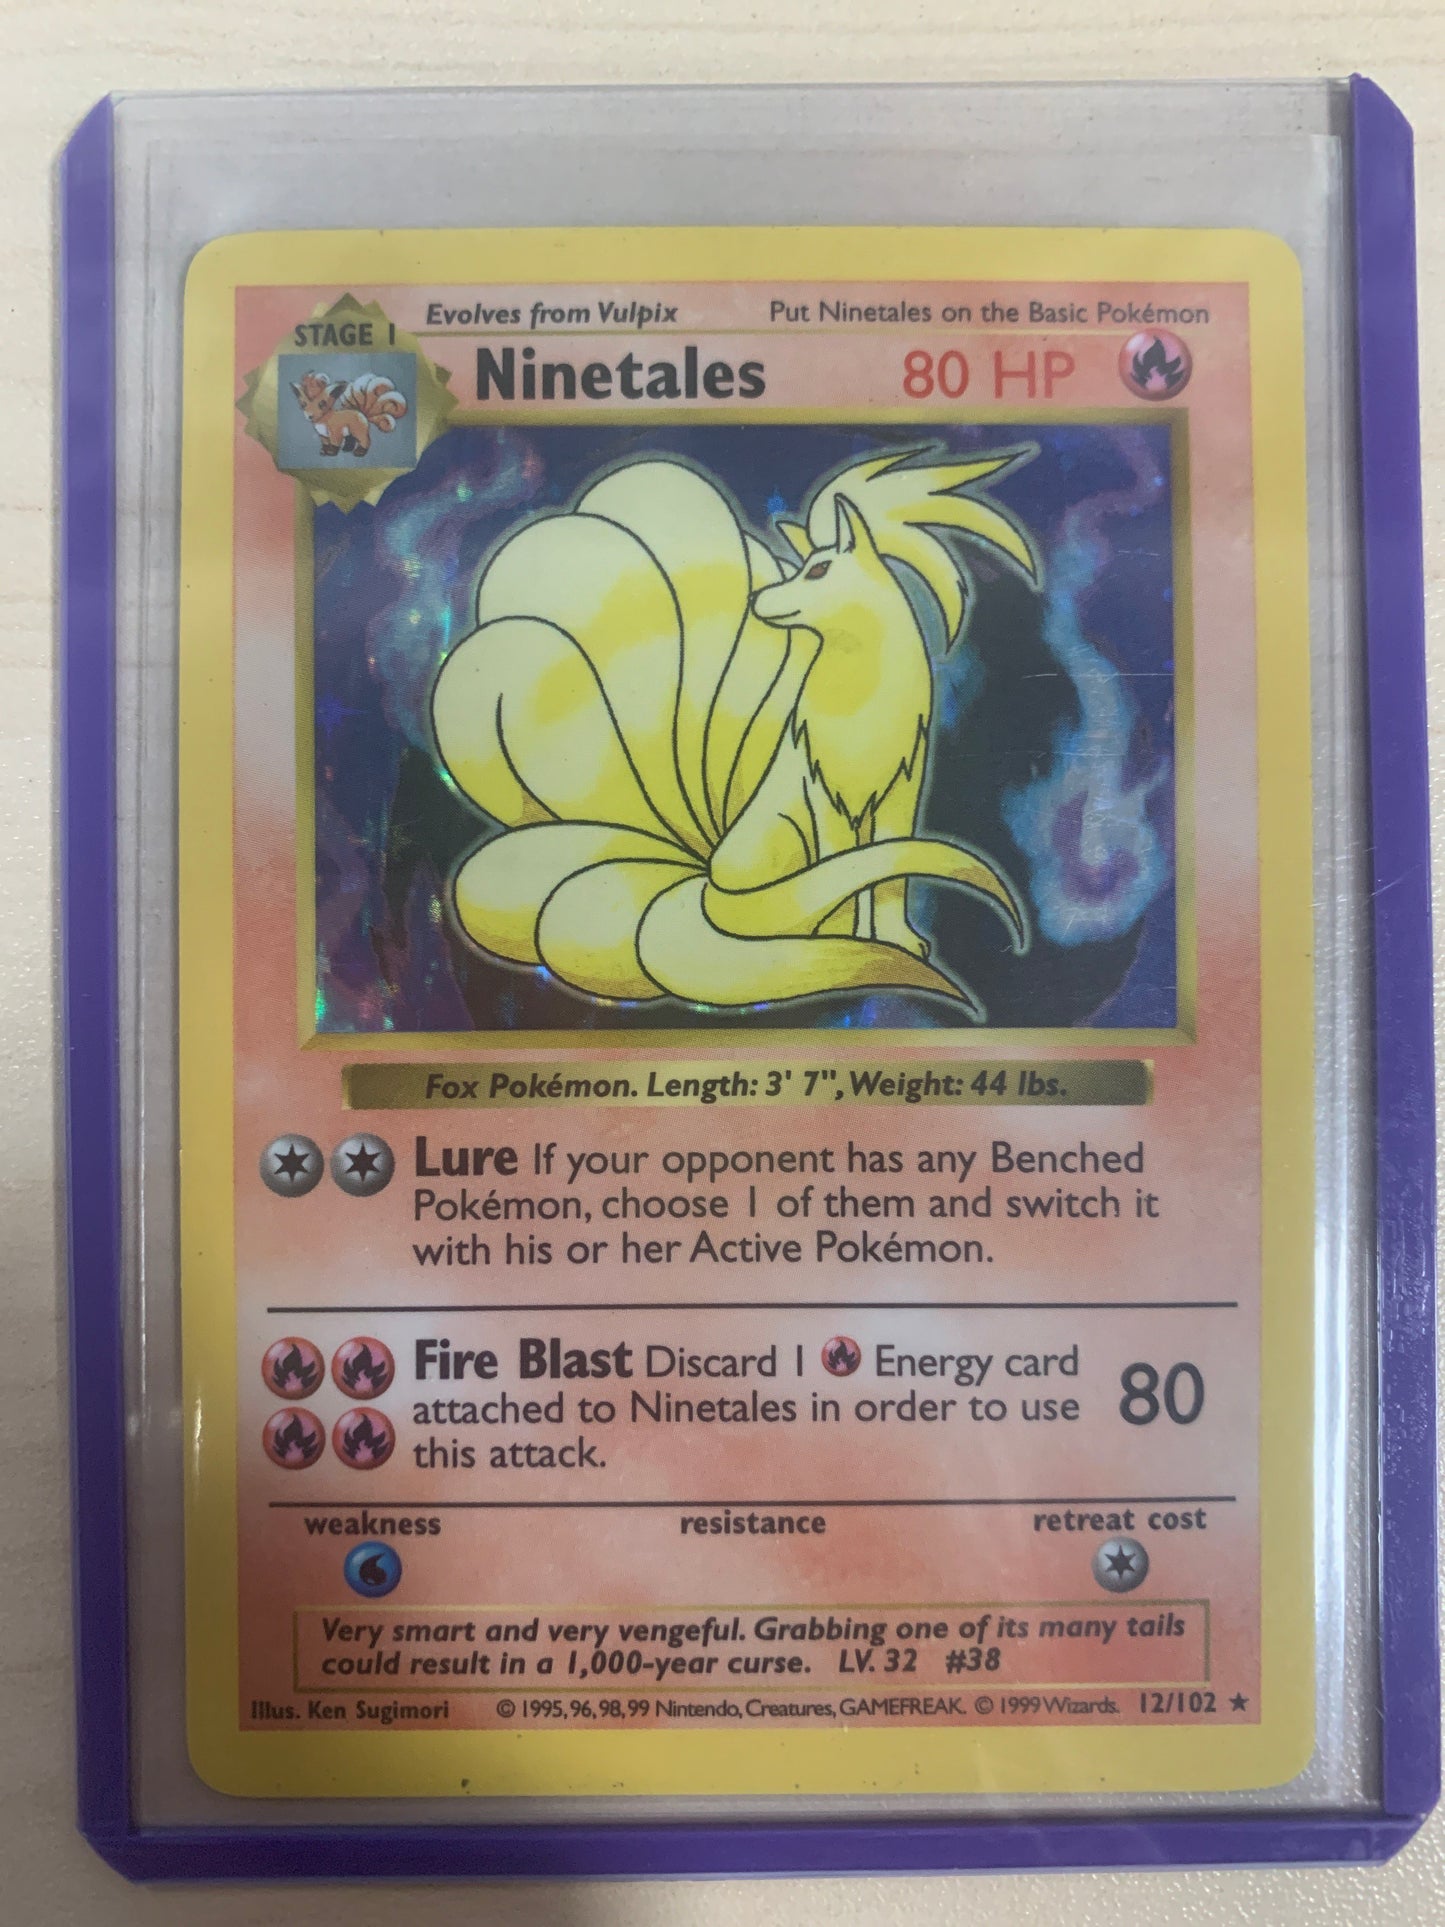 Evolves from Vulpix Put Ninetales on the Basic Pokémon
STAGE 1
Ninetales 80 HP
Fox Pokémon. Length: 3' 7", Weight: 44 lbs.
Lure If your opponent has any Benched
Pokémon, choose 1 of them and switch it
with his or her Active Pokémon.
Fire Blast Discard 1 Energy card
attached to Ninetales in order to use
this attack.
80
weakness resistance retreat cost
Very smart and very vengeful. Grabbing one of its many tails
could result in a 1,000-year curse. LV. 32 #38
Illus. Ken Sugimori © 1995, 96, 98, 99 Nintendo, Creatures, GAMEFREAK. © 1999 Wizards. 12/102 ★